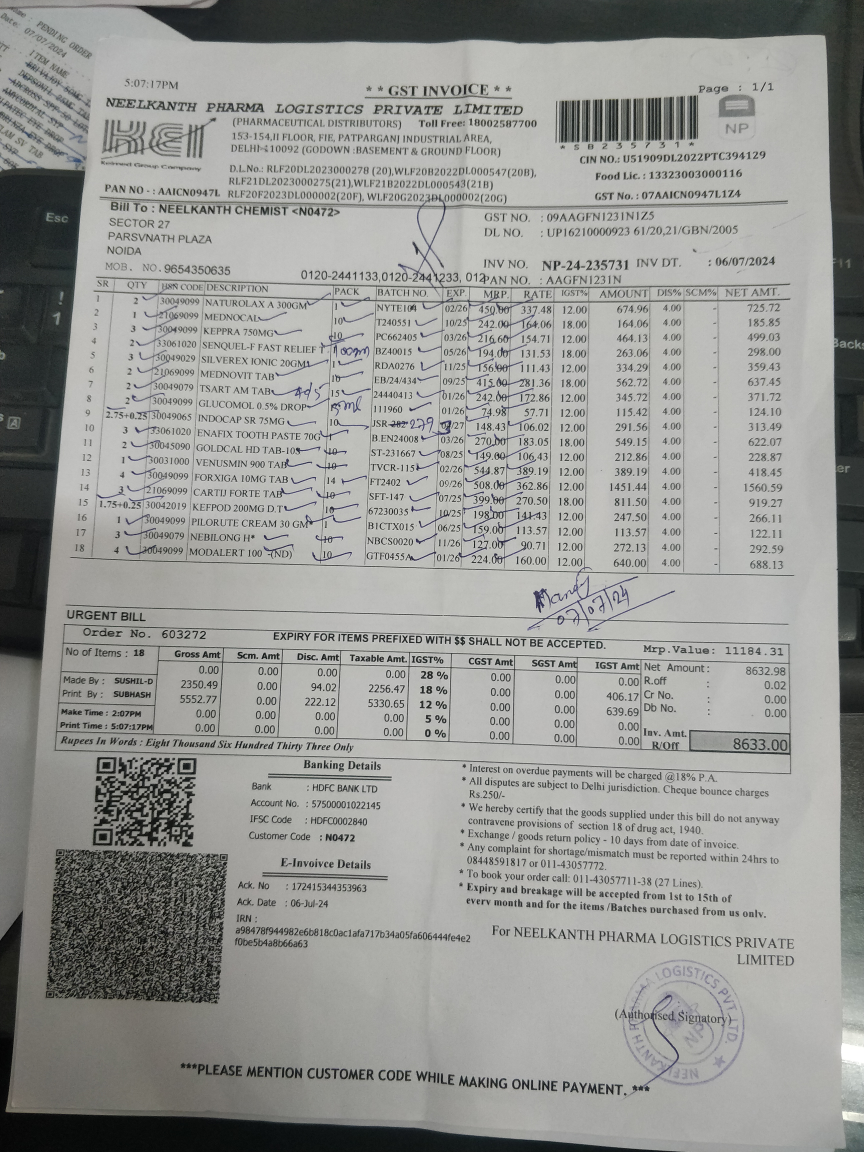 PENDING ORDER
Date: 07/07/2024
ITEM NAME
5:07:17PM
* * GST INVOICE * *
Page : 1/1
NEELKANTH PHARMA LOGISTICS PRIVATE LIMITED
KEI
Kelmed Group Company
(PHARMACEUTICAL DISTRIBUTORS) Toll Free: 18002587700
153-154,II FLOOR, FIE, PATPARGANJ INDUSTRIAL AREA,
DELHI-110092 (GODOWN :BASEMENT & GROUND FLOOR)
NP
* S B 2 3 5 7 3 1 *
CIN NO.: U51909DL2022PTC394129
D.L.No.: RLF20DL2023000278 (20),WLF20B2022DL000547(20B),
RLF21DL2023000275(21),WLF21B2022DL000543(21B)
Food Lic.: 13323003000116
PAN NO - : AAICN0947L RLF20F2023DL000002(20F), WLF20G2023DL000002(20G)
GST No.: 07AAICN0947L1Z4
Bill To : NEELKANTH CHEMIST <N0472>
SECTOR 27
PARSVNATH PLAZA
NOIDA
MOB. NO. 9654350635
0120-2441133,0120-2441233, 012
GST NO. : 09AAGFN1231N1Z5
DL NO. : UP16210000923 61/20,21/GBN/2005
INV NO. NP-24-235731 INV DT. : 06/07/2024
PAN NO. : AAGFN1231N
SR QTY HSN CODE DESCRIPTION PACK BATCH NO. EXP MRP RATE IGST% AMOUNT DIS% SCM% NET AMT.
1 2 30049099 NATUROLAX A 300GM 1 NYTE104 02/26 450.00 337.48 12.00 674.96 4.00 - 725.72
2 1 21069099 MEDNOCAL 10 T240551 10/25 242.00 164.06 18.00 164.06 4.00 - 185.85
3 3 30049099 KEPPRA 750MG 10 PC662405 03/26 216.60 154.71 12.00 464.13 4.00 - 499.03
4 2 33061020 SENQUEL-F FAST RELIEF 100gm BZ40015 05/26 194.00 131.53 18.00 263.06 4.00 - 298.00
5 3 30049029 SILVEREX IONIC 20GM 1 RDA0276 11/25 156.00 111.43 12.00 334.29 4.00 - 359.43
6 2 21069099 MEDNOVIT TAB 10 EB/24/434 09/25 415.00 281.36 18.00 562.72 4.00 - 637.45
7 2 30049079 TSART AM TAB 15 24440413 01/26 242.00 172.86 12.00 345.72 4.00 - 371.72
8 2 30049099 GLUCOMOL 0.5% DROP 5ml 111960 01/26 74.98 57.71 12.00 115.42 4.00 - 124.10
9 2.75+0.25 30049065 INDOCAP SR 75MG 10 JSR 279 /27 148.43 106.02 12.00 291.56 4.00 - 313.49
10 3 33061020 ENAFIX TOOTH PASTE 70G 1 B.EN24008 03/26 270.00 183.05 18.00 549.15 4.00 - 622.07
11 2 30045090 GOLDCAL HD TAB-10S 10 ST-231667 08/25 149.00 106.43 12.00 212.86 4.00 - 228.87
12 1 30031000 VENUSMIN 900 TAB 10 TVCR-115 02/26 544.87 389.19 12.00 389.19 4.00 - 418.45
13 4 30049099 FORXIGA 10MG TAB 14 FT2402 09/26 508.00 362.86 12.00 1451.44 4.00 - 1560.59
14 3 21069099 CARTIJ FORTE TAB 10 SFT-147 07/25 399.00 270.50 18.00 811.50 4.00 - 919.27
15 1.75+0.25 30042019 KEFPOD 200MG D.T 10 67230035 10/25 198.00 141.43 12.00 247.50 4.00 - 266.11
16 1 30049099 PILORUTE CREAM 30 GM 1 B1CTX015 06/25 159.00 113.57 12.00 113.57 4.00 - 122.11
17 3 30049079 NEBILONG H* 10 NBCS0020 11/26 127.00 90.71 12.00 272.13 4.00 - 292.59
18 4 30049099 MODALERT 100 -(ND) 10 GTF0455A 01/26 224.00 160.00 12.00 640.00 4.00 - 688.13
07/07/24
URGENT BILL
Order No. 603272
EXPIRY FOR ITEMS PREFIXED WITH $$ SHALL NOT BE ACCEPTED.
Mrp.Value: 11184.31
No of Items : 18 Gross Amt Scm. Amt Disc. Amt Taxable Amt. IGST% CGST Amt SGST Amt IGST Amt Net Amount : 8632.98
0.00 0.00 0.00 0.00 28 % 0.00 0.00 0.00 R.off : 0.02
Made By : SUSHIL-D 2350.49 0.00 94.02 2256.47 18 % 0.00 0.00 406.17 Cr No. : 0.00
Print By : SUBHASH 5552.77 0.00 222.12 5330.65 12 % 0.00 0.00 639.69 Db No. : 0.00
Make Time : 2:07PM 0.00 0.00 0.00 0.00 5 % 0.00 0.00 0.00
Print Time : 5:07:17PM 0.00 0.00 0.00 0.00 0 % 0.00 0.00 0.00 Inv. Amt. R/Off 8633.00
Rupees In Words : Eight Thousand Six Hundred Thirty Three Only
Banking Details
Bank : HDFC BANK LTD
Account No. : 57500001022145
IFSC Code : HDFC0002840
Customer Code : N0472
E-Invoivce Details
Ack. No : 172415344353963
Ack. Date : 06-Jul-24
IRN :
a98478f944982e6b818c0ac1afa717b34a05fa606444fe4e2
f0be5b4a8b66a63
* Interest on overdue payments will be charged @18% P.A.
* All disputes are subject to Delhi jurisdiction. Cheque bounce charges
Rs.250/-
* We hereby certify that the goods supplied under this bill do not anyway
contravene provisions of section 18 of drug act, 1940.
* Exchange / goods return policy - 10 days from date of invoice.
* Any complaint for shortage/mismatch must be reported within 24hrs to
08448591817 or 011-43057772.
* To book your order call: 011-43057711-38 (27 Lines).
* Expiry and breakage will be accepted from 1st to 15th of
every month and for the items /Batches purchased from us only.
For NEELKANTH PHARMA LOGISTICS PRIVATE
LIMITED
NEELKANTH PHARMA LOGISTICS PVT. LTD.
NP
(Authorised Signatory)
***PLEASE MENTION CUSTOMER CODE WHILE MAKING ONLINE PAYMENT. ***
Esc
!
1
A
F11
Backs